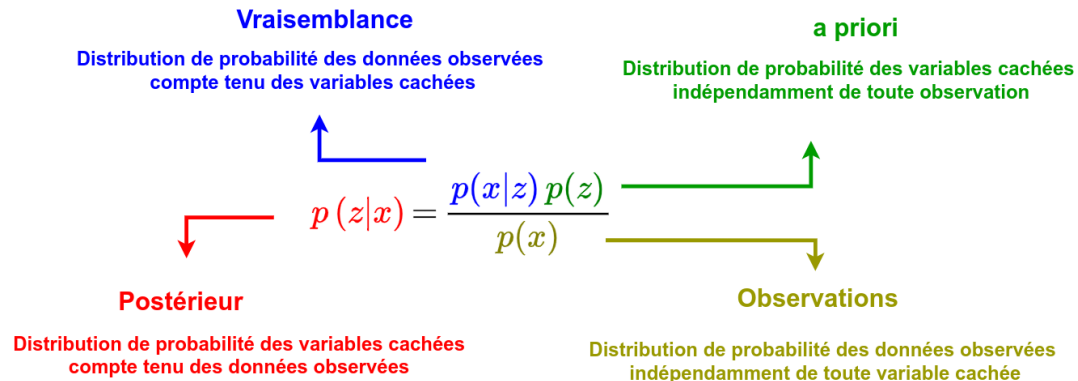 Vraisemblance
Distribution de probabilité des données observées
compte tenu des variables cachées
a priori
Distribution de probabilité des variables cachées
indépendamment de toute observation
p(z|x) = p(x|z) p(z) / p(x)
Postérieur
Distribution de probabilité des variables cachées
compte tenu des données observées
Observations
Distribution de probabilité des données observées
indépendamment de toute variable cachée